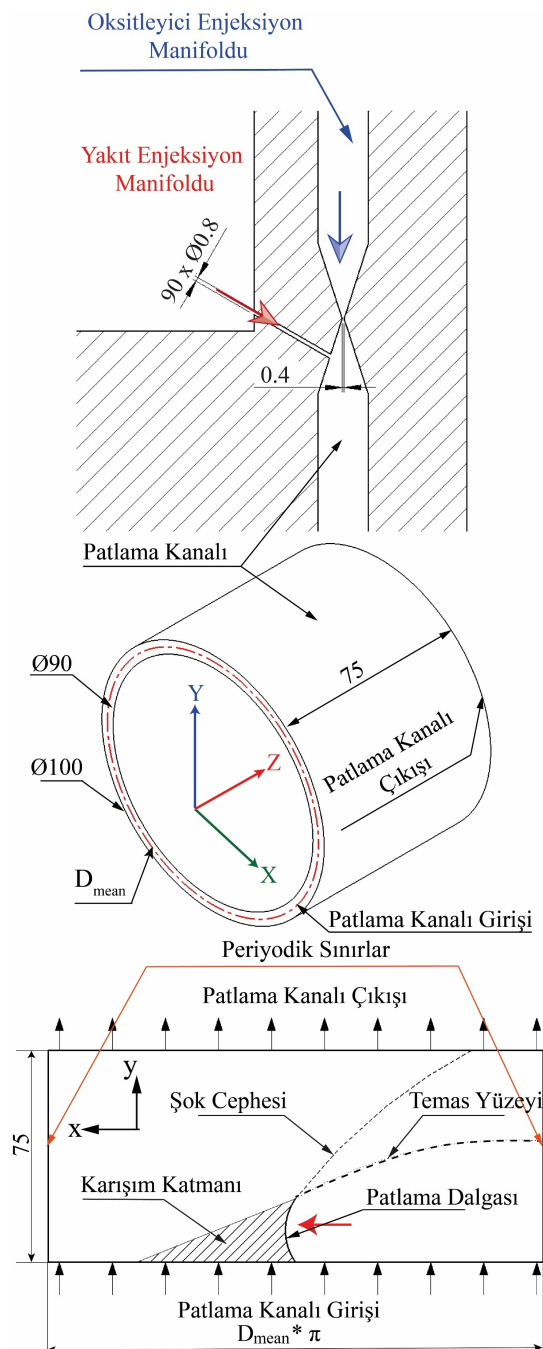 Oksitleyici Enjeksiyon
Manifoldu
Yakıt Enjeksiyon
Manifoldu
90 x Ø0.8
0.4
Patlama Kanalı
Ø90
75
Y
Z
Patlama Kanalı
Çıkışı
Ø100
X
D mean
Patlama Kanalı Girişi
Periyodik Sınırlar
Patlama Kanalı Çıkışı
y
x
75
Şok Cephesi
Temas Yüzeyi
Karışım Katmanı
Patlama Dalgası
Patlama Kanalı Girişi
Dmean* π